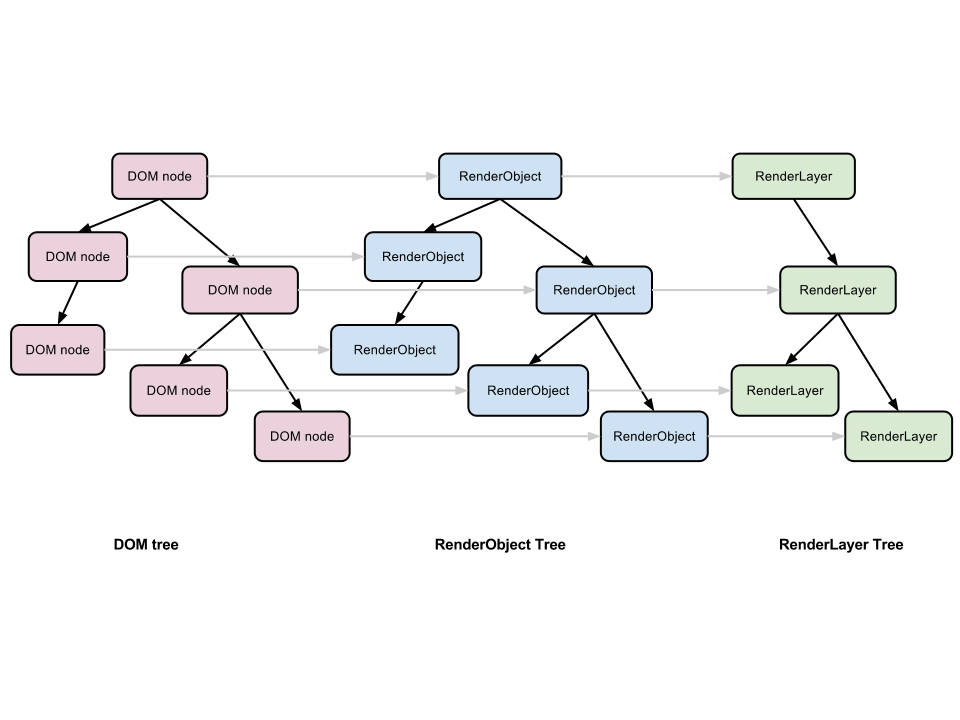 DOM node
RenderObject
RenderLayer
DOM node
RenderObject
DOM node
RenderObject
RenderLayer
DOM node
RenderObject
DOM node
RenderObject
RenderLayer
DOM node
RenderObject
RenderLayer
DOM tree
RenderObject Tree
RenderLayer Tree